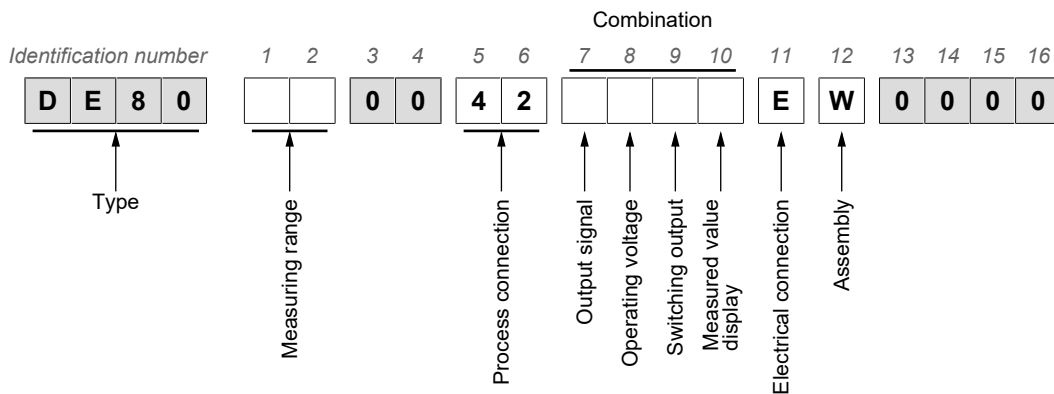 Combination
Identification number 1 2 3 4 5 6 7 8 9 10 11 12 13 14 15 16
D E 8 0 0 0 4 2 E W 0 0 0 0
Type
Measuring range
Process connection
Output signal
Operating voltage
Switching output
Measured value
display
Electrical connection
Assembly